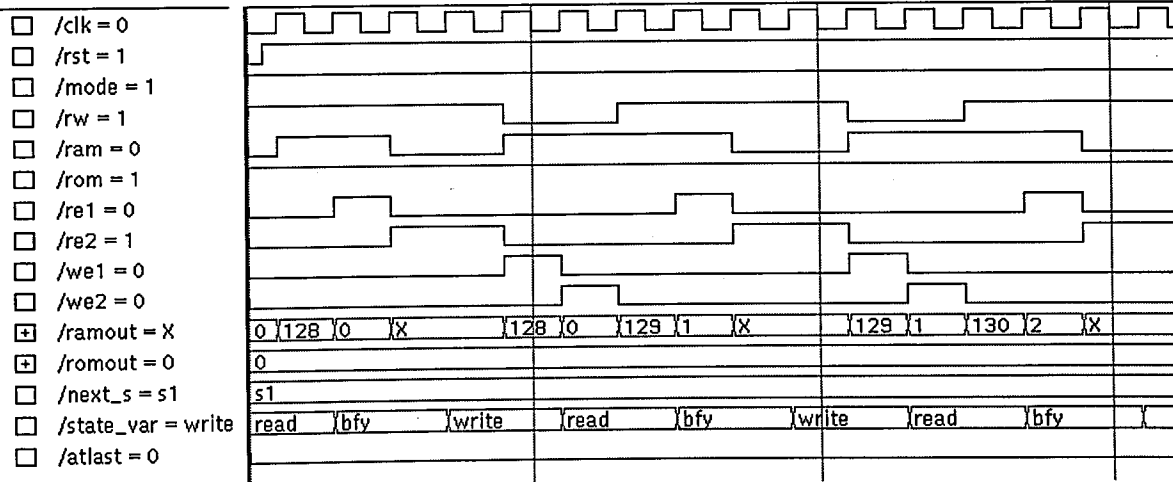 /clk = 0
/rst = 1
/mode = 1
/rw = 1
/ram = 0
/rom = 1
/re1 = 0
/re2 = 1
/we1 = 0
/we2 = 0
/ramout = X 0 128 0 X 128 0 129 1 X 129 1 130 2 X
/romout = 0 0
/next_s = s1 s1
/state_var = write read bfy write read bfy write read bfy
/atlast = 0